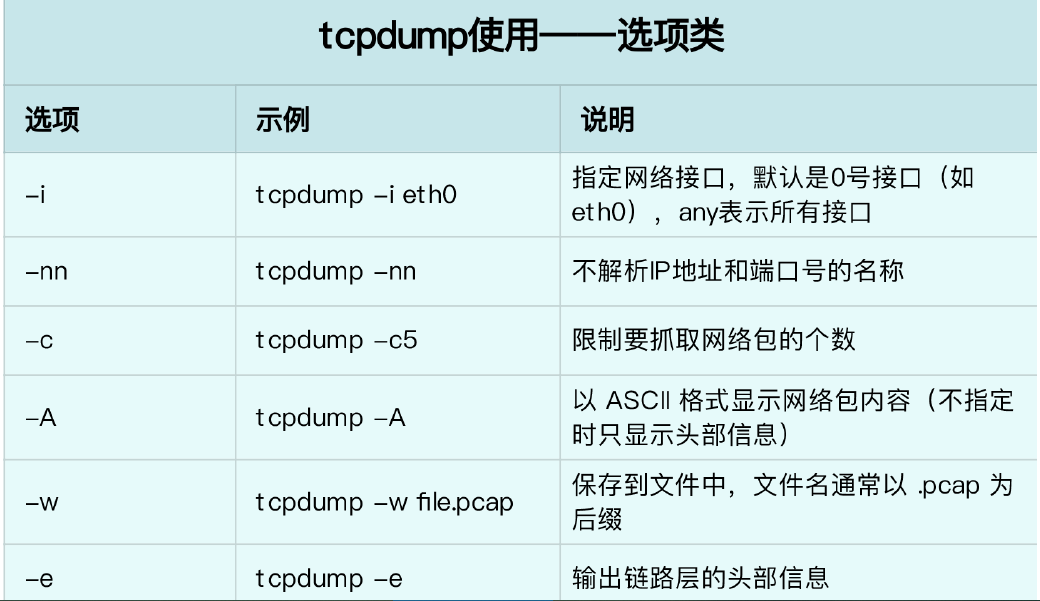 tcpdump使用——选项类
选项 示例 说明
-i tcpdump -i eth0 指定网络接口，默认是0号接口（如
eth0），any表示所有接口
-nn tcpdump -nn 不解析IP地址和端口号的名称
-c tcpdump -c5 限制要抓取网络包的个数
-A tcpdump -A 以 ASCII 格式显示网络包内容（不指定
时只显示头部信息）
-w tcpdump -w file.pcap 保存到文件中，文件名通常以 .pcap 为
后缀
-e tcpdump -e 输出链路层的头部信息